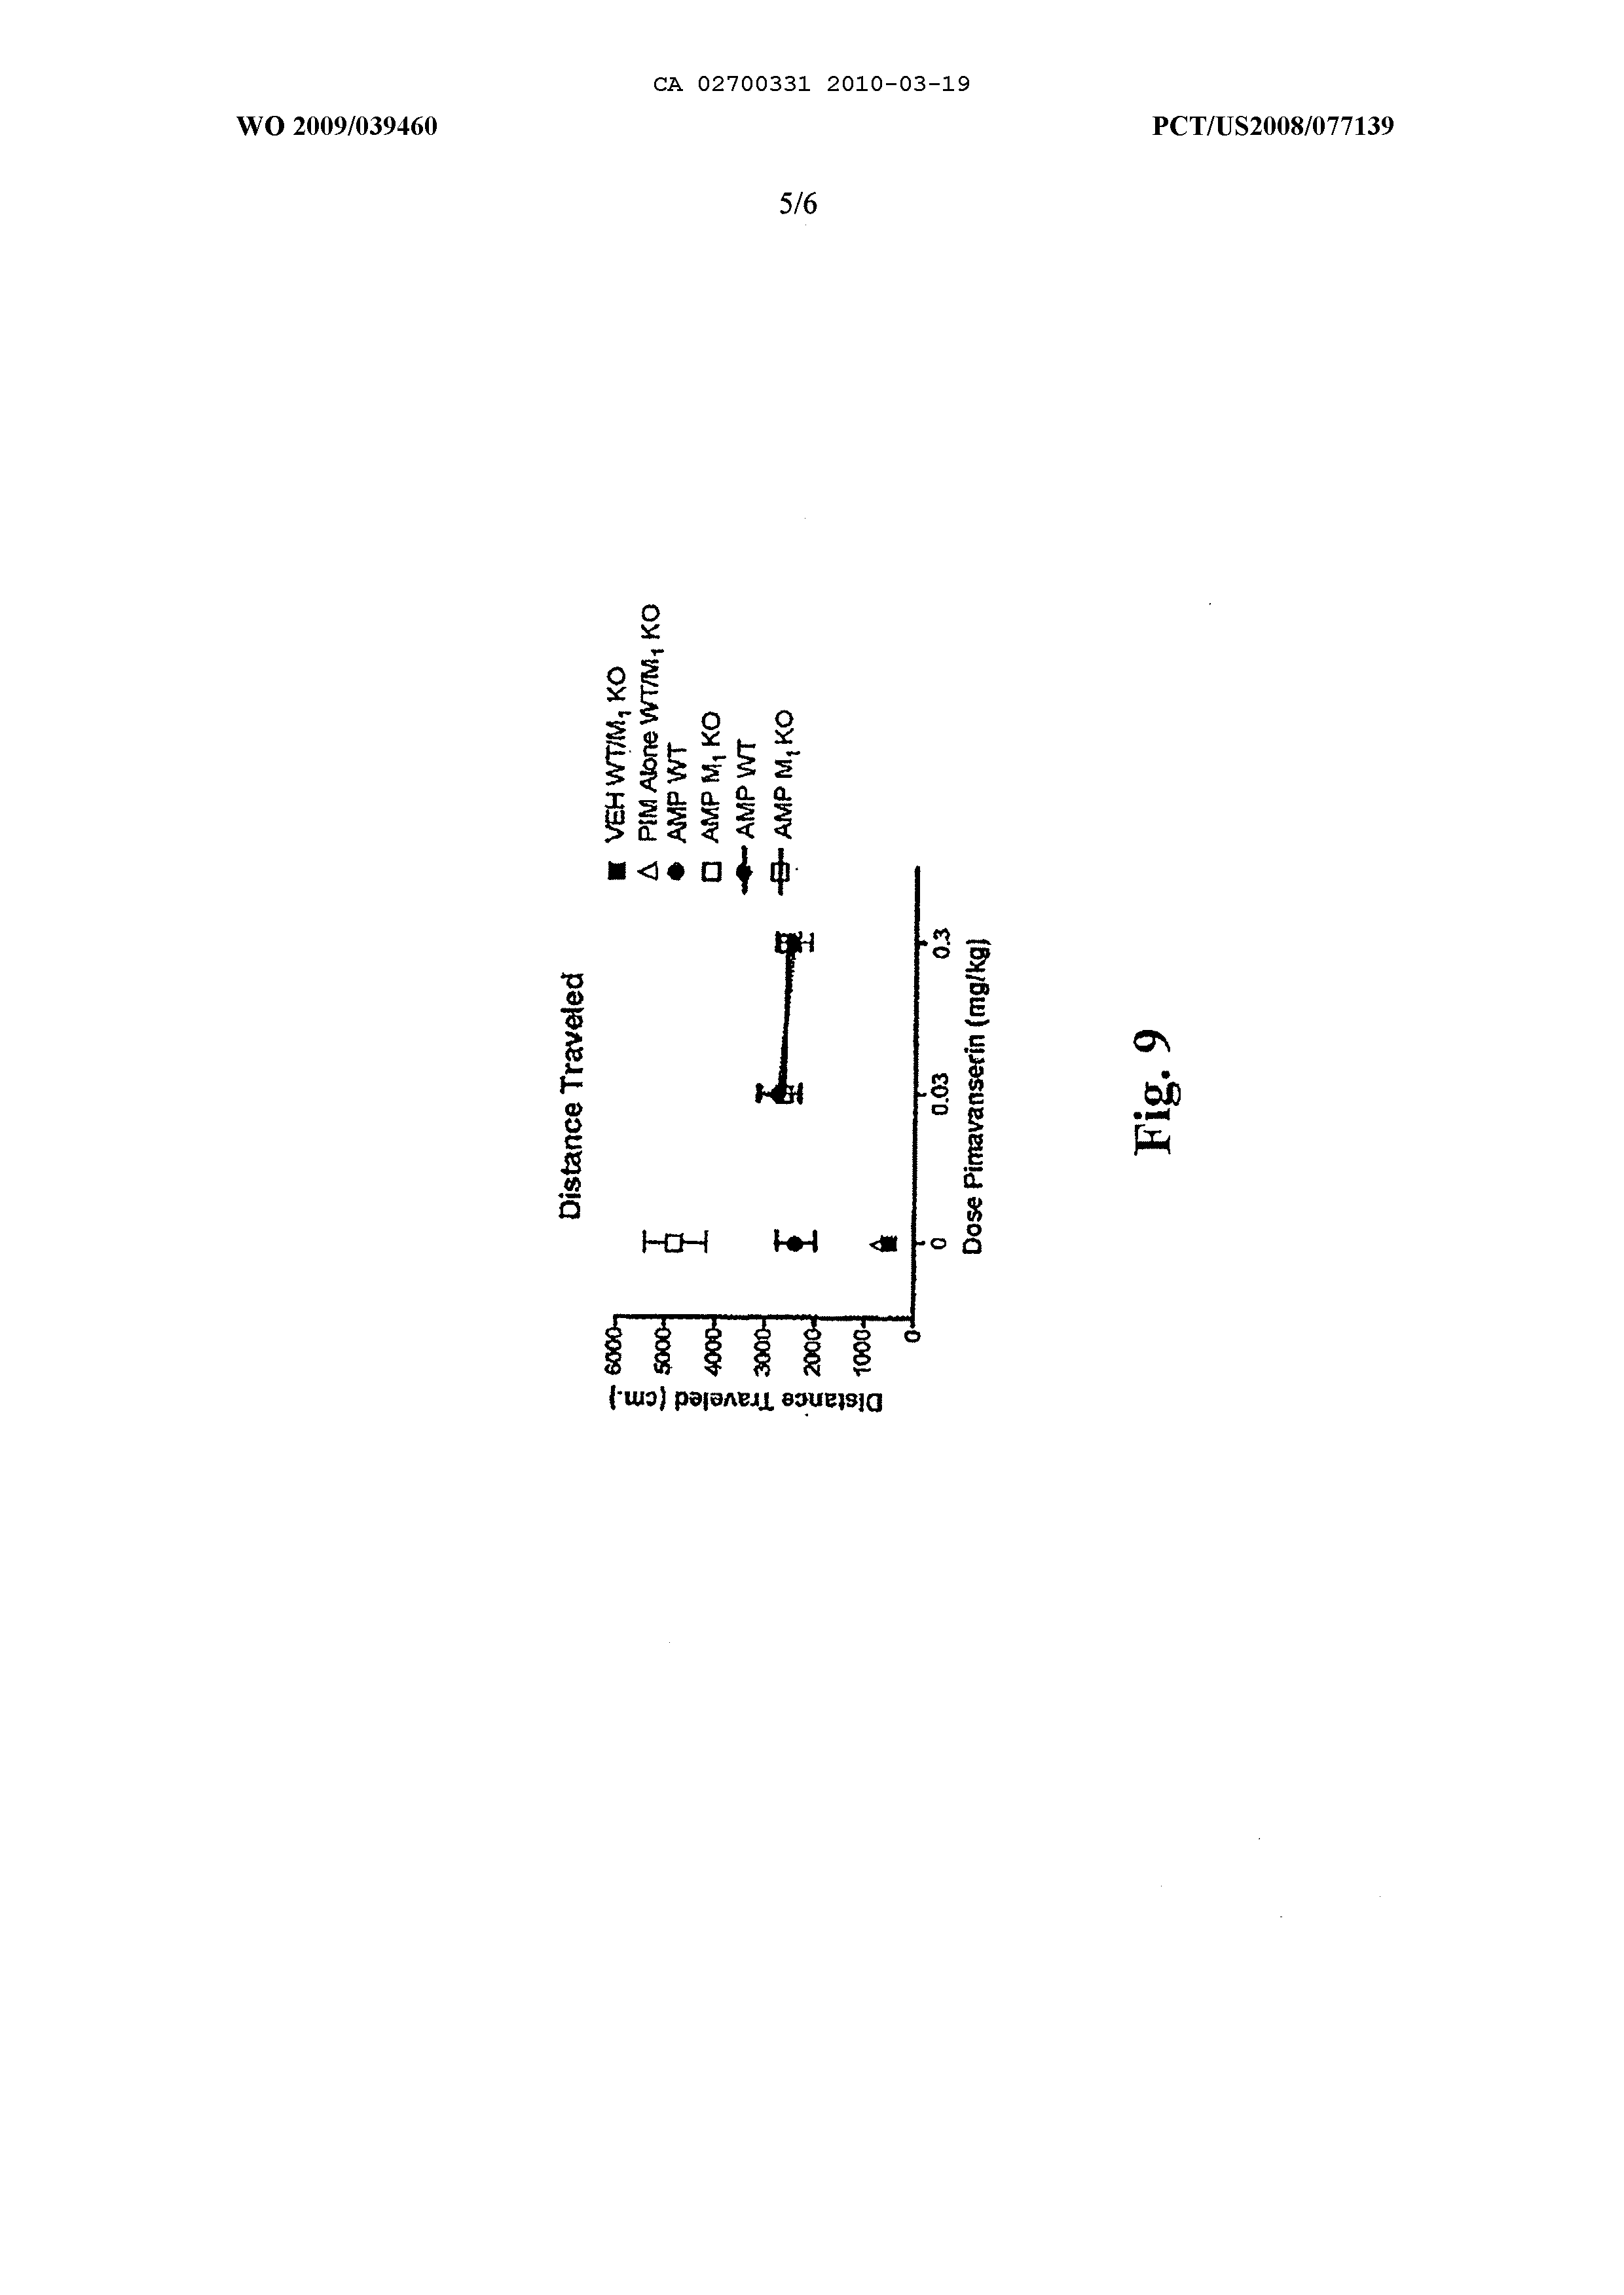 CA 02700331 2010-03-19
WO 2009/039460 PCT/US2008/077139
5/6
Distance Traveled
Distance Traveled (cm.)
6000
5000
4000
3000
2000
1000
0
0 0.03 0.3
Dose Pimavanserin (mg/kg)
VEH WT/M₁ KO
PIM Alone WT/M₁ KO
AMP WT
AMP M₁ KO
AMP WT
AMP M₁ KO
Fig. 9